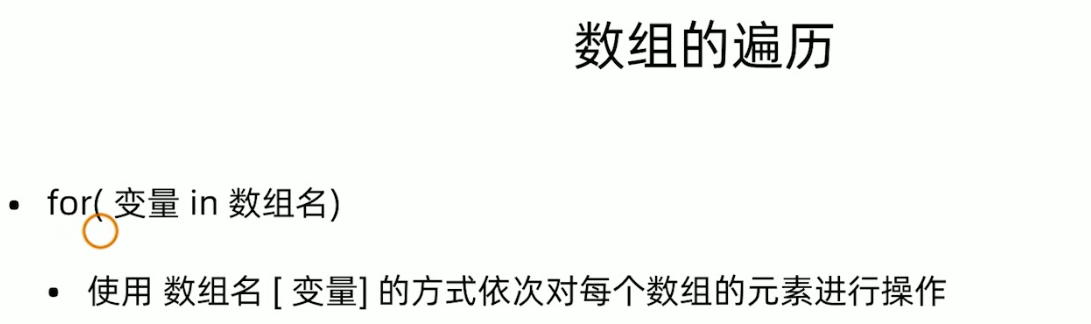 数组的遍历
• for( 变量 in 数组名)
• 使用 数组名 [ 变量] 的方式依次对每个数组的元素进行操作